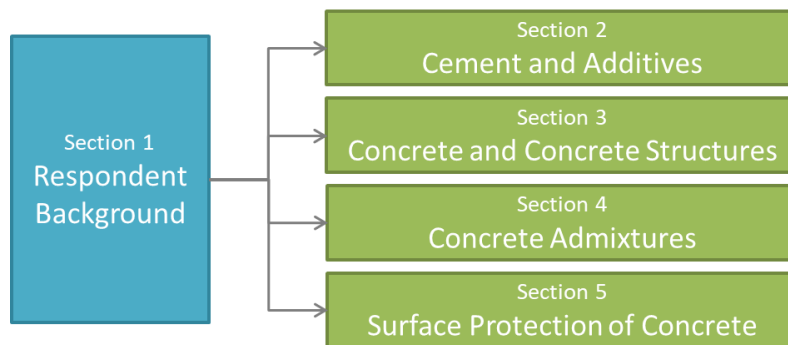 Section 1
Respondent
Background
Section 2
Cement and Additives
Section 3
Concrete and Concrete Structures
Section 4
Concrete Admixtures
Section 5
Surface Protection of Concrete